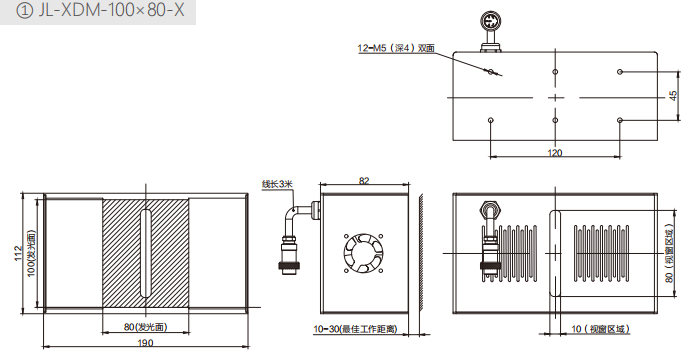 ① JL-XDM-100×80-X
12-M5（深4）双面
45
120
线长3米
82
112
100(发光面)
80(发光面)
190
10-30(最佳工作距离)
80（视窗区域）
10（视窗区域）